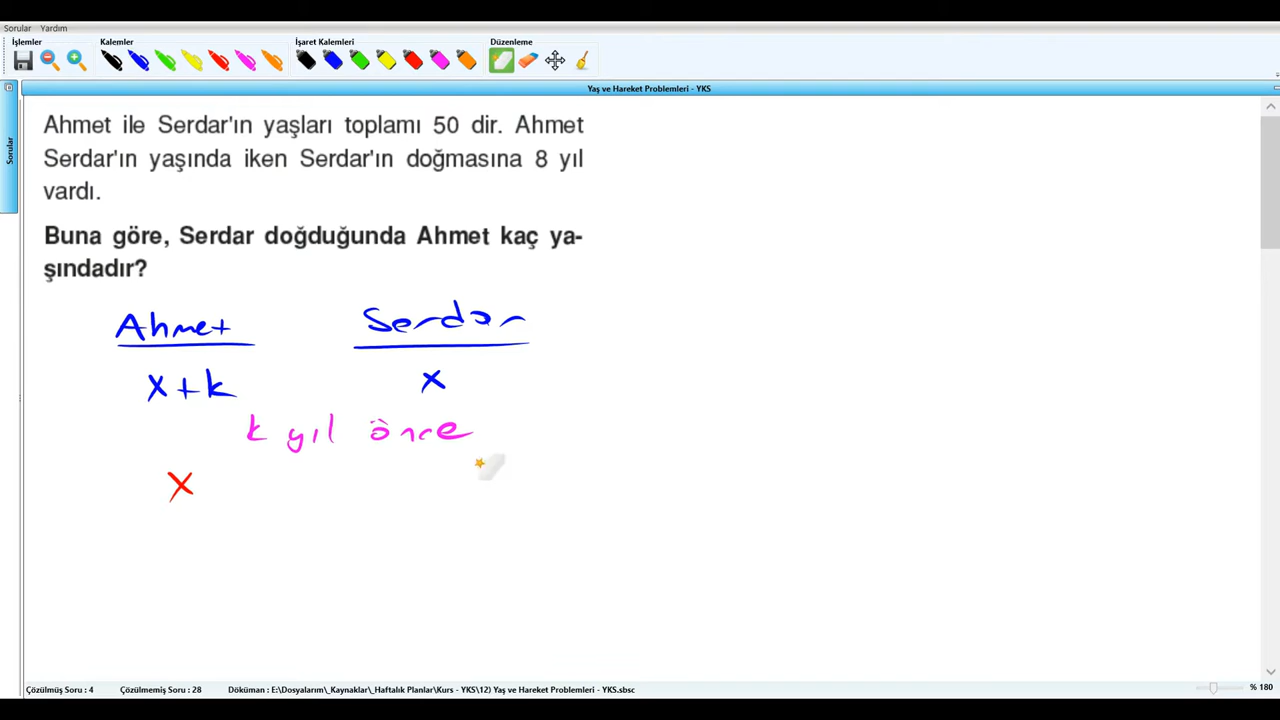 Sorular Yardım
İşlemler Kalemler İşaret Kalemleri Düzenleme
Yaş ve Hareket Problemleri - YKS
Sorular
Ahmet ile Serdar'ın yaşları toplamı 50 dir. Ahmet
Serdar'ın yaşında iken Serdar'ın doğmasına 8 yıl
vardı.
Buna göre, Serdar doğduğunda Ahmet kaç ya-
şındadır?
Ahmet Serdar
x+k x
k yıl önce
x
Çözülmüş Soru : 4 Çözülmemiş Soru : 28 Döküman : E:\Dosyalarım\_Kaynaklar\_Haftalık Planlar\Kurs - YKS\12) Yaş ve Hareket Problemleri - YKS.sbsc % 180